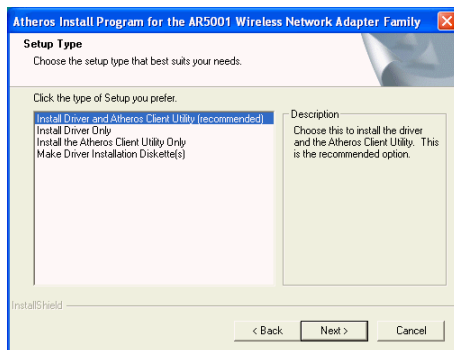 Atheros Install Program for the AR5001 Wireless Network Adapter Family
Setup Type
Choose the setup type that best suits your needs.
Click the type of Setup you prefer.
Install Driver and Atheros Client Utility (recommended)
Install Driver Only
Install the Atheros Client Utility Only
Make Driver Installation Diskette(s)
Description
Choose this to install the driver
and the Atheros Client Utility. This
is the recommended option.
InstallShield
< Back
Next >
Cancel